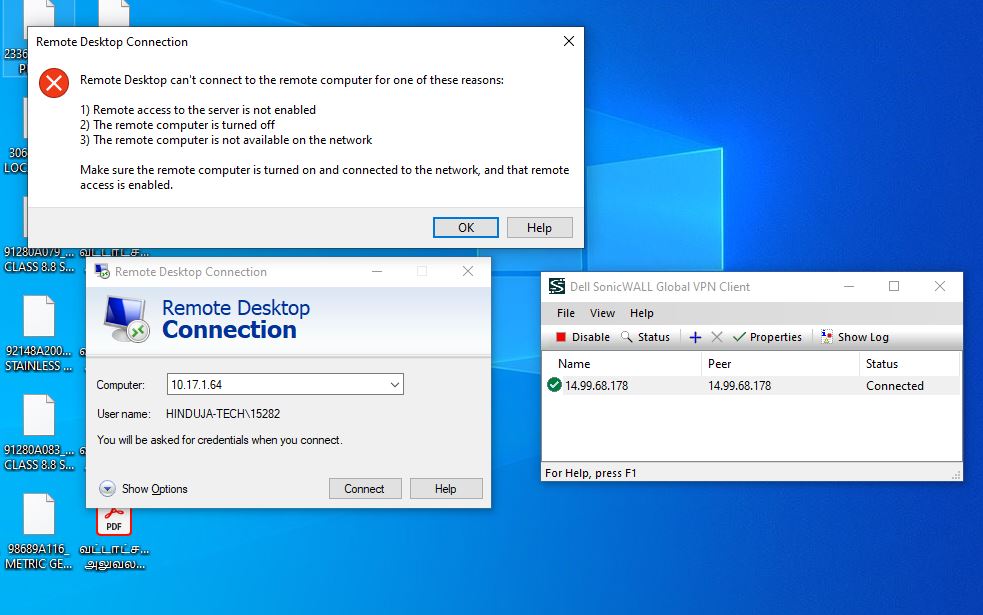 Remote Desktop Connection
Remote Desktop can't connect to the remote computer for one of these reasons:
1) Remote access to the server is not enabled
2) The remote computer is turned off
3) The remote computer is not available on the network
Make sure the remote computer is turned on and connected to the network, and that remote
access is enabled.
OK
Help
Remote Desktop Connection
Remote Desktop
Connection
Computer:
10.17.1.64
User name:
HINDUJA-TECH\15282
You will be asked for credentials when you connect.
Show Options
Connect
Help
Dell SonicWALL Global VPN Client
File View Help
Disable Status Properties Show Log
Name Peer Status
14.99.68.178 14.99.68.178 Connected
For Help, press F1
2336
P
306
LOC
91280A079_...
CLASS 8.8 S...
வட்டாட்ச...
92148A200...
STAINLESS ...
91280A083_...
CLASS 8.8 S...
98689A116_
METRIC GE...
PDF
வட்டாட்ச...
அலுவல...